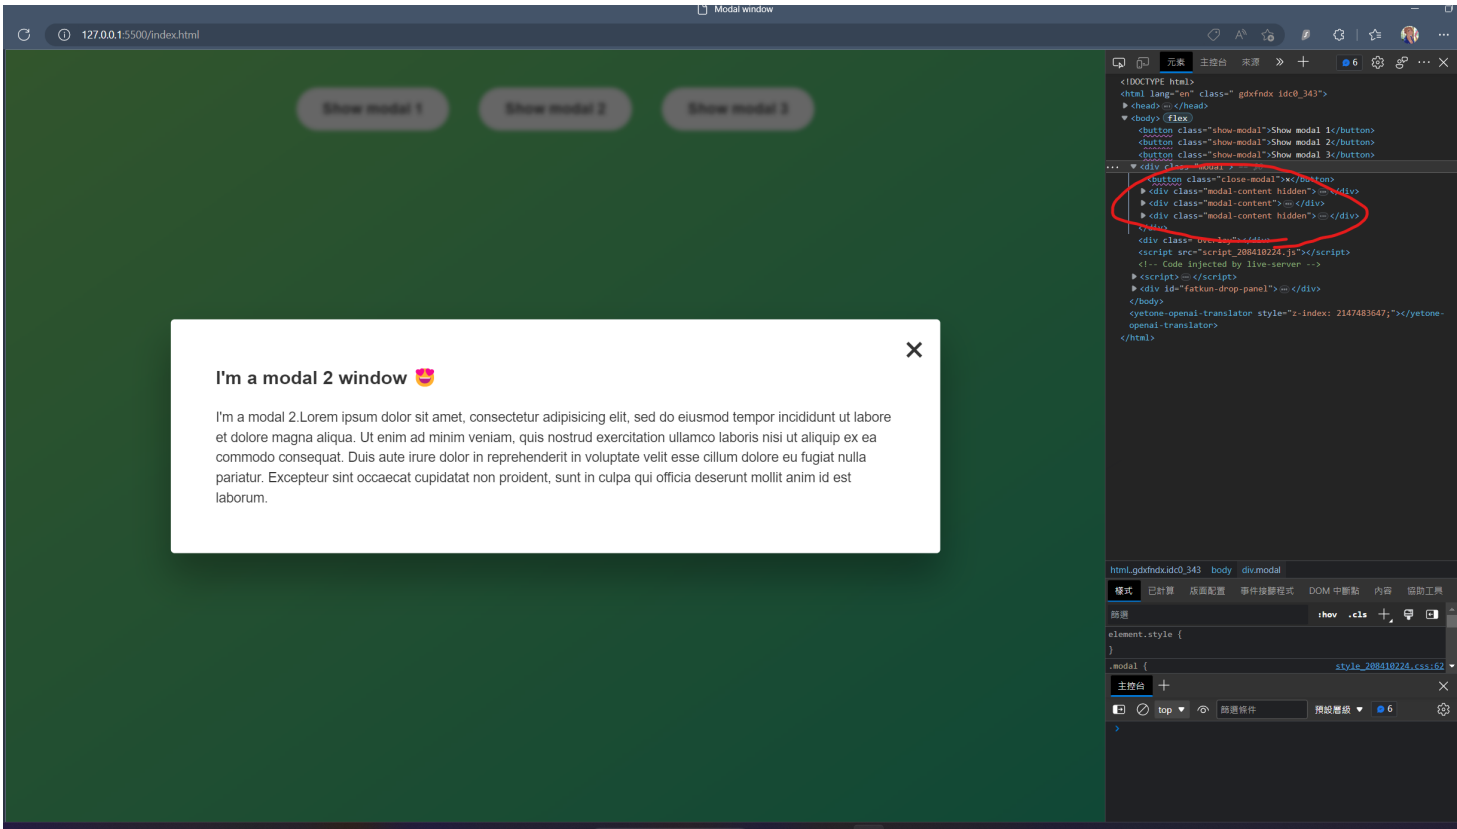 Modal window
127.0.0.1:5500/index.html
Show modal 1
Show modal 2
Show modal 3
I'm a modal 2 window 😍
I'm a modal 2.Lorem ipsum dolor sit amet, consectetur adipisicing elit, sed do eiusmod tempor incididunt ut labore
et dolore magna aliqua. Ut enim ad minim veniam, quis nostrud exercitation ullamco laboris nisi ut aliquip ex ea
commodo consequat. Duis aute irure dolor in reprehenderit in voluptate velit esse cillum dolore eu fugiat nulla
pariatur. Excepteur sint occaecat cupidatat non proident, sunt in culpa qui officia deserunt mollit anim id est
laborum.
元素 主控台 來源 » + 6
<!DOCTYPE html>
<html lang="en" class=" gdxfndx idc0_343">
<head> ⋯ </head>
<body> flex
<button class="show-modal">Show modal 1</button>
<button class="show-modal">Show modal 2</button>
<button class="show-modal">Show modal 3</button>
<div class="modal">
<button class="close-modal">×</button>
<div class="modal-content hidden"> ⋯ </div>
<div class="modal-content"> ⋯ </div>
<div class="modal-content hidden"> ⋯ </div>
</div>
<div class="overlay"></div>
<script src="script_208410224.js"></script>
<!-- Code injected by live-server -->
<script> ⋯ </script>
<div id="fatkun-drop-panel"> ⋯ </div>
</body>
<yetone-openai-translator style="z-index: 2147483647;"></yetone-
openai-translator>
</html>
html.gdxfndx.idc0_343 body div.modal
樣式 已計算 版面配置 事件接聽程式 DOM 中斷點 內容 協助工具
篩選 :hov .cls
element.style {
}
.modal { style_208410224.css:62
主控台
top 篩選條件 預設層級 6